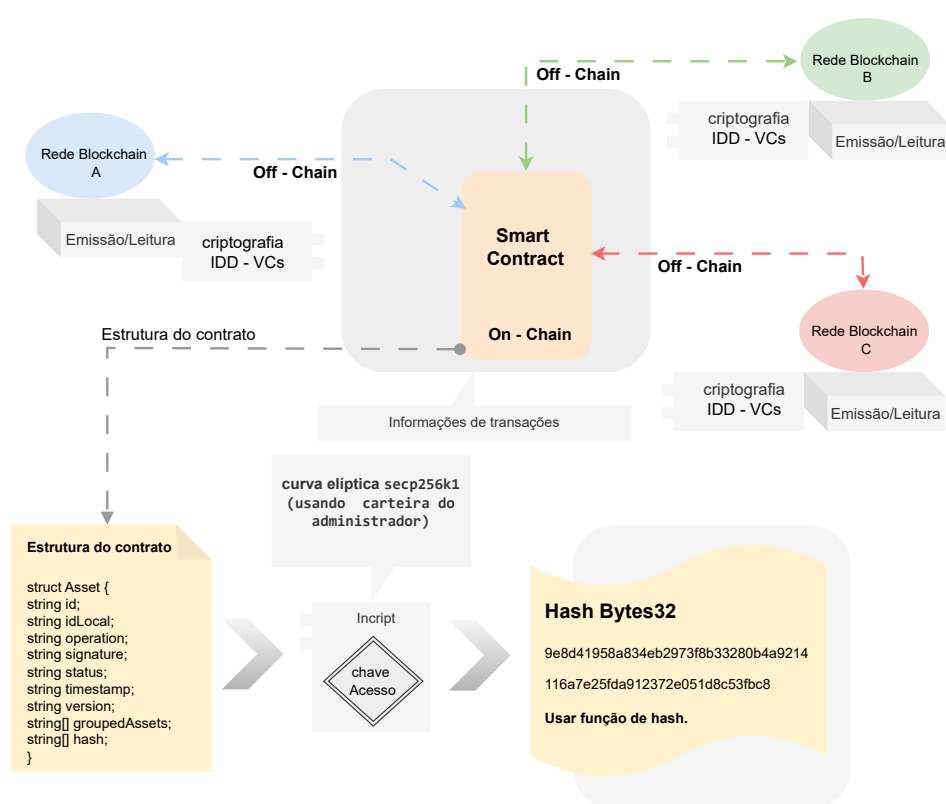 Rede Blockchain
B
Off - Chain
criptografia
IDD - VCs
Emissão/Leitura
Rede Blockchain
A
Off - Chain
Emissão/Leitura
criptografia
IDD - VCs
Smart
Contract
On - Chain
Off - Chain
Rede Blockchain
C
criptografia
IDD - VCs
Emissão/Leitura
Estrutura do contrato
Informações de transações
curva elíptica secp256k1
(usando carteira do
administrador)
Estrutura do contrato
struct Asset {
string id;
string idLocal;
string operation;
string signature;
string status;
string timestamp;
string version;
string[] groupedAssets;
string[] hash;
}
Incript
chave
Acesso
Hash Bytes32
9e8d41958a834eb2973f8b33280b4a9214
116a7e25fda912372e051d8c53fbc8
Usar função de hash.